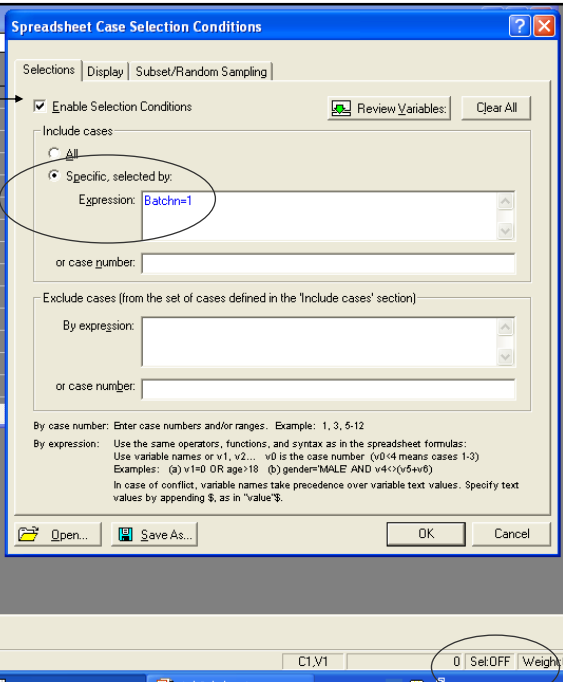 Spreadsheet Case Selection Conditions
Selections Display Subset/Random Sampling
Enable Selection Conditions Review Variables: Clear All
Include cases
All
Specific, selected by:
Expression: Batchn=1
or case number:
Exclude cases (from the set of cases defined in the 'Include cases' section)
By expression:
or case number:
By case number: Enter case numbers and/or ranges. Example: 1, 3, 5-12
By expression: Use the same operators, functions, and syntax as in the spreadsheet formulas:
Use variable names or v1, v2... v0 is the case number (v0<4 means cases 1-3)
Examples: (a) v1=0 OR age>18 (b) gender='MALE' AND v4<>(v5+v6)
In case of conflict, variable names take precedence over variable text values. Specify text
values by appending $, as in "value"$.
Open... Save As... OK Cancel
C1,V1 0 Sel:OFF Weight